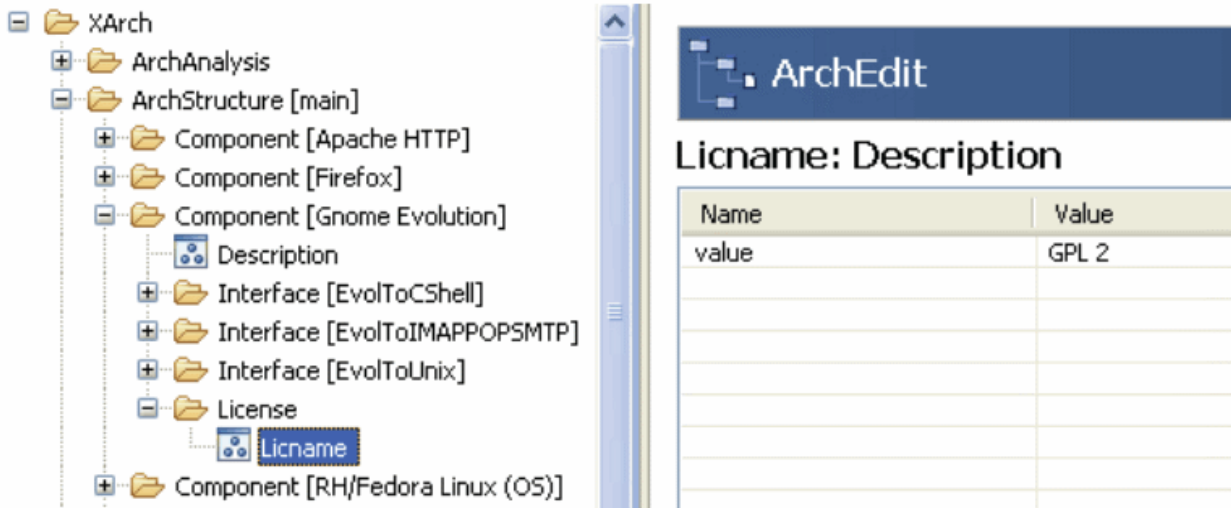 XArch
ArchAnalysis
ArchStructure [main]
Component [Apache HTTP]
Component [Firefox]
Component [Gnome Evolution]
Description
Interface [EvolToCShell]
Interface [EvolToIMAPPOPSMTP]
Interface [EvolToUnix]
License
Licname
Component [RH/Fedora Linux (OS)]
ArchEdit
Licname: Description
Name Value
value GPL 2